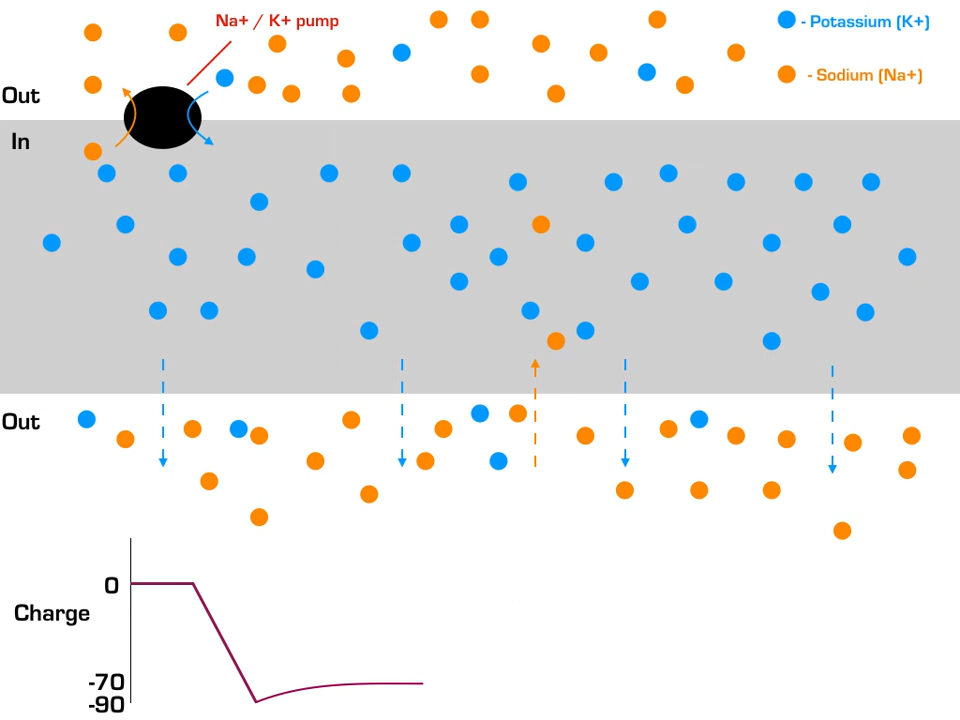 Na+ / K+ pump
- Potassium (K+)
- Sodium (Na+)
Out
In
Out
0
Charge
-70
-90